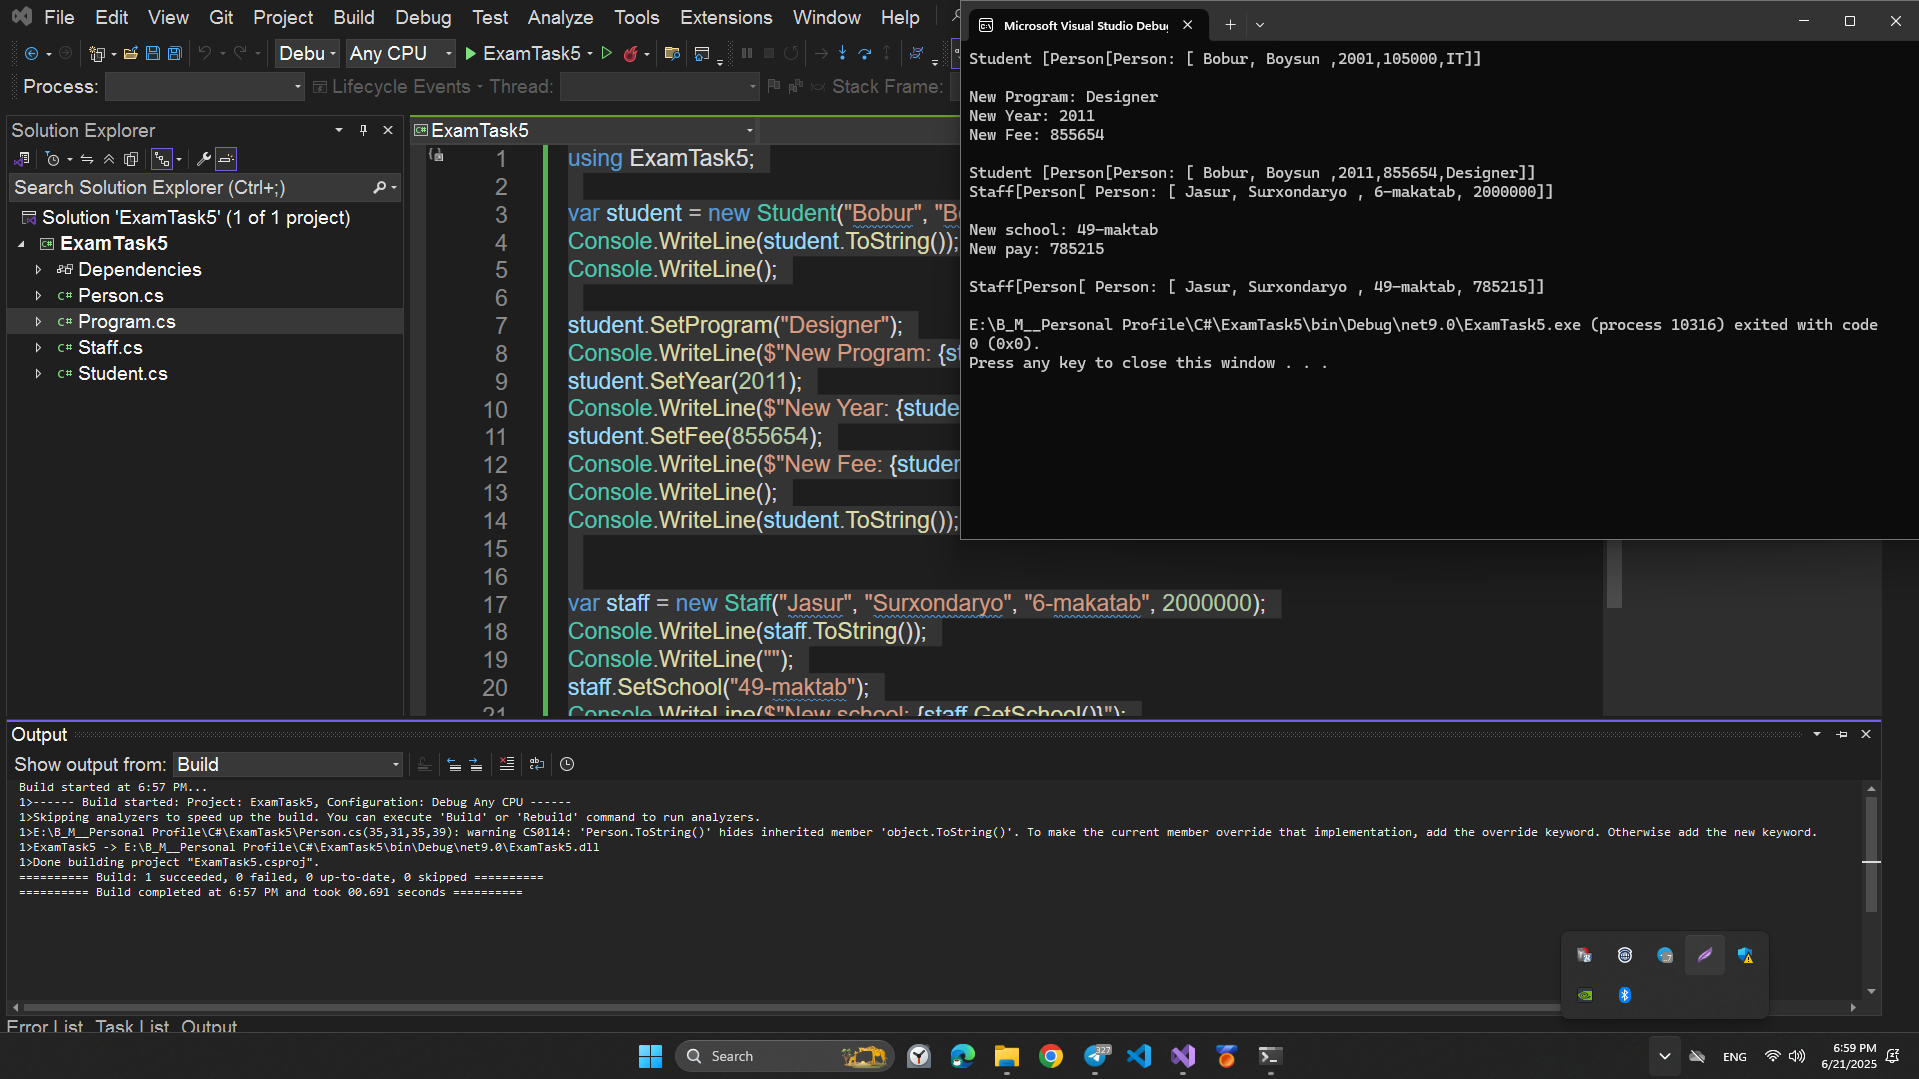 File Edit View Git Project Build Debug Test Analyze Tools Extensions Window Help
Debu Any CPU ExamTask5
Process: Lifecycle Events Thread: Stack Frame:
Solution Explorer
Search Solution Explorer (Ctrl+;)
Solution 'ExamTask5' (1 of 1 project)
ExamTask5
Dependencies
Person.cs
Program.cs
Staff.cs
Student.cs
ExamTask5
1 using ExamTask5;
2
3 var student = new Student("Bobur", "B
4 Console.WriteLine(student.ToString());
5 Console.WriteLine();
6
7 student.SetProgram("Designer");
8 Console.WriteLine($"New Program: {st
9 student.SetYear(2011);
10 Console.WriteLine($"New Year: {stude
11 student.SetFee(855654);
12 Console.WriteLine($"New Fee: {studen
13 Console.WriteLine();
14 Console.WriteLine(student.ToString());
15
16
17 var staff = new Staff("Jasur", "Surxondaryo", "6-makatab", 2000000);
18 Console.WriteLine(staff.ToString());
19 Console.WriteLine("");
20 staff.SetSchool("49-maktab");
21 Console.WriteLine($"New school: {staff.GetSchool()}");
Microsoft Visual Studio Debug
Student [Person[Person: [ Bobur, Boysun ,2001,105000,IT]]
New Program: Designer
New Year: 2011
New Fee: 855654
Student [Person[Person: [ Bobur, Boysun ,2011,855654,Designer]]
Staff[Person[ Person: [ Jasur, Surxondaryo , 6-makatab, 2000000]]
New school: 49-maktab
New pay: 785215
Staff[Person[ Person: [ Jasur, Surxondaryo , 49-maktab, 785215]]
E:\B_M__Personal Profile\C#\ExamTask5\bin\Debug\net9.0\ExamTask5.exe (process 10316) exited with code
0 (0x0).
Press any key to close this window . . .
Output
Show output from: Build
Build started at 6:57 PM...
1>------ Build started: Project: ExamTask5, Configuration: Debug Any CPU ------
1>Skipping analyzers to speed up the build. You can execute 'Build' or 'Rebuild' command to run analyzers.
1>E:\B_M__Personal Profile\C#\ExamTask5\Person.cs(35,31,35,39): warning CS0114: 'Person.ToString()' hides inherited member 'object.ToString()'. To make the current member override that implementation, add the override keyword. Otherwise add the new keyword.
1>ExamTask5 -> E:\B_M__Personal Profile\C#\ExamTask5\bin\Debug\net9.0\ExamTask5.dll
1>Done building project "ExamTask5.csproj".
========== Build: 1 succeeded, 0 failed, 0 up-to-date, 0 skipped ==========
========== Build completed at 6:57 PM and took 00.691 seconds ==========
Error List Task List Output
Search
327
ENG
6:59 PM
6/21/2025